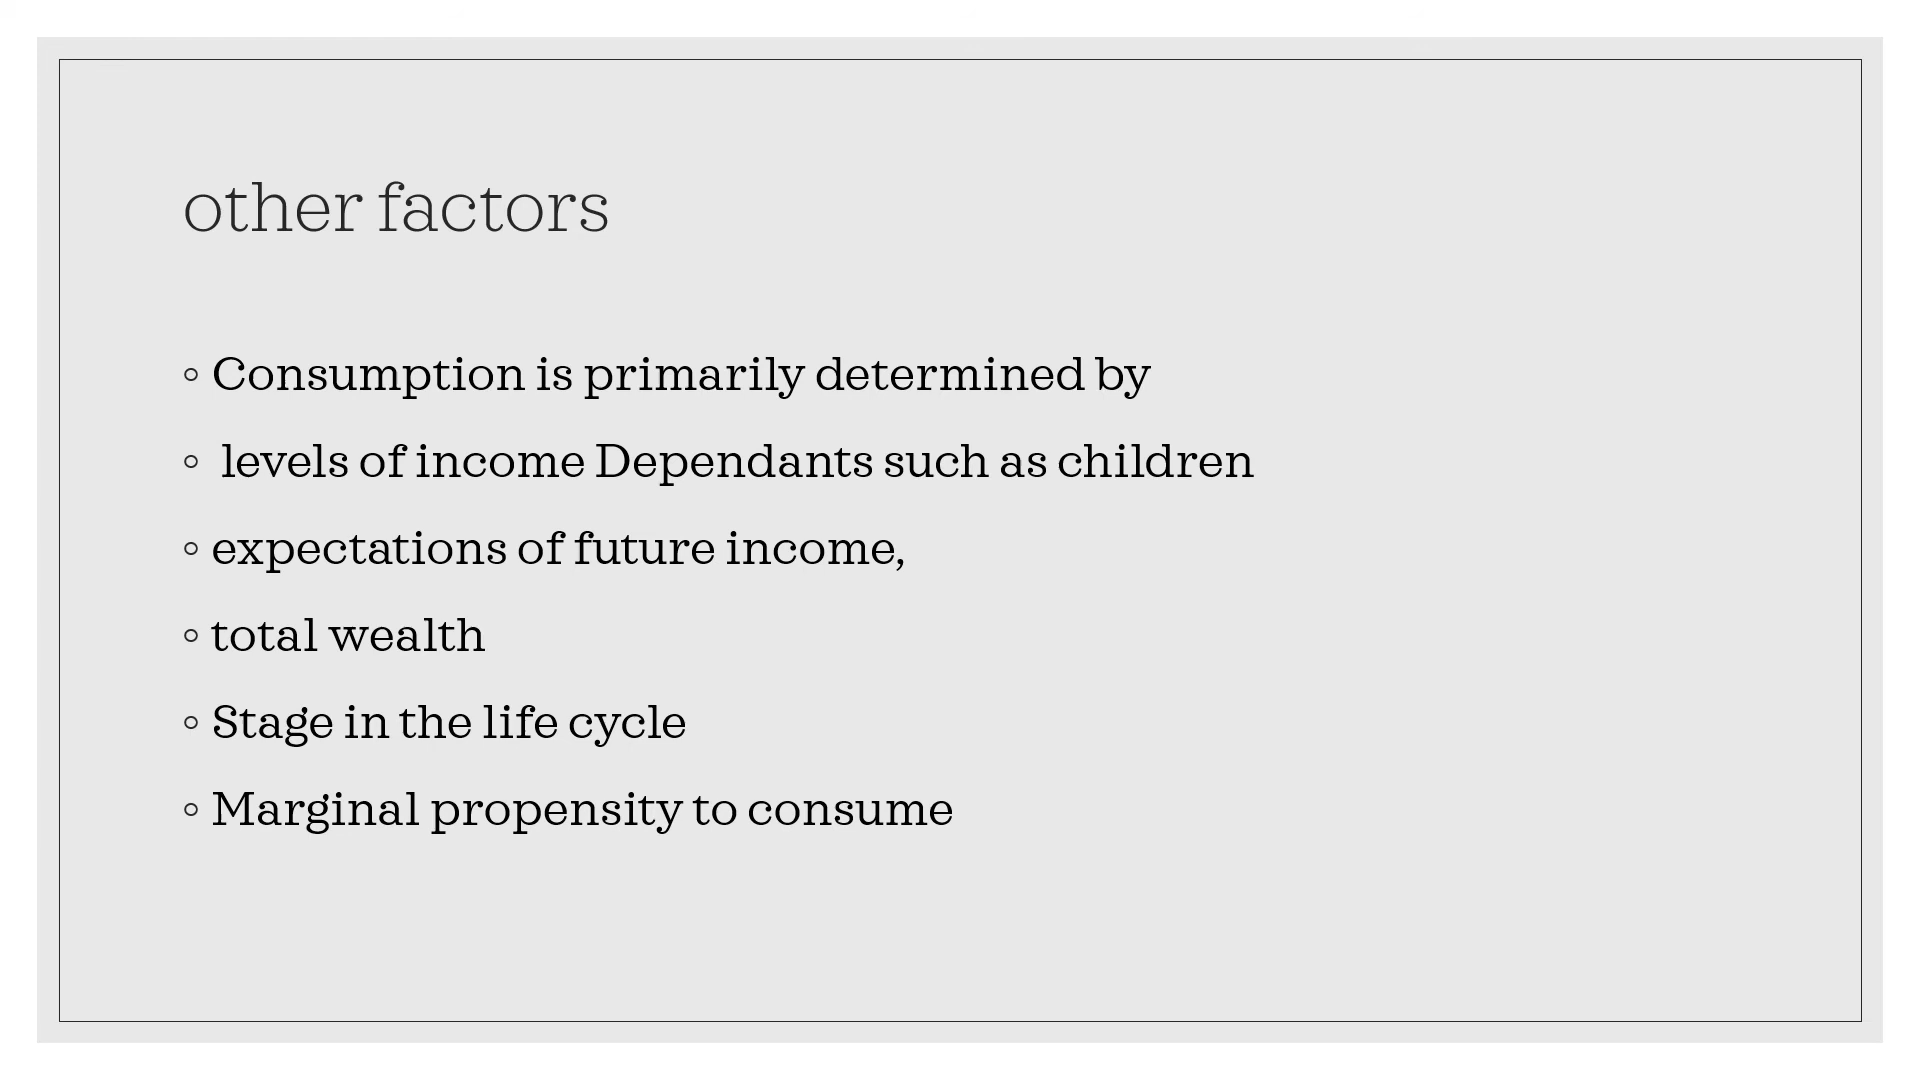 other factors
Consumption is primarily determined by
levels of income Dependants such as children
expectations of future income,
total wealth
Stage in the life cycle
Marginal propensity to consume